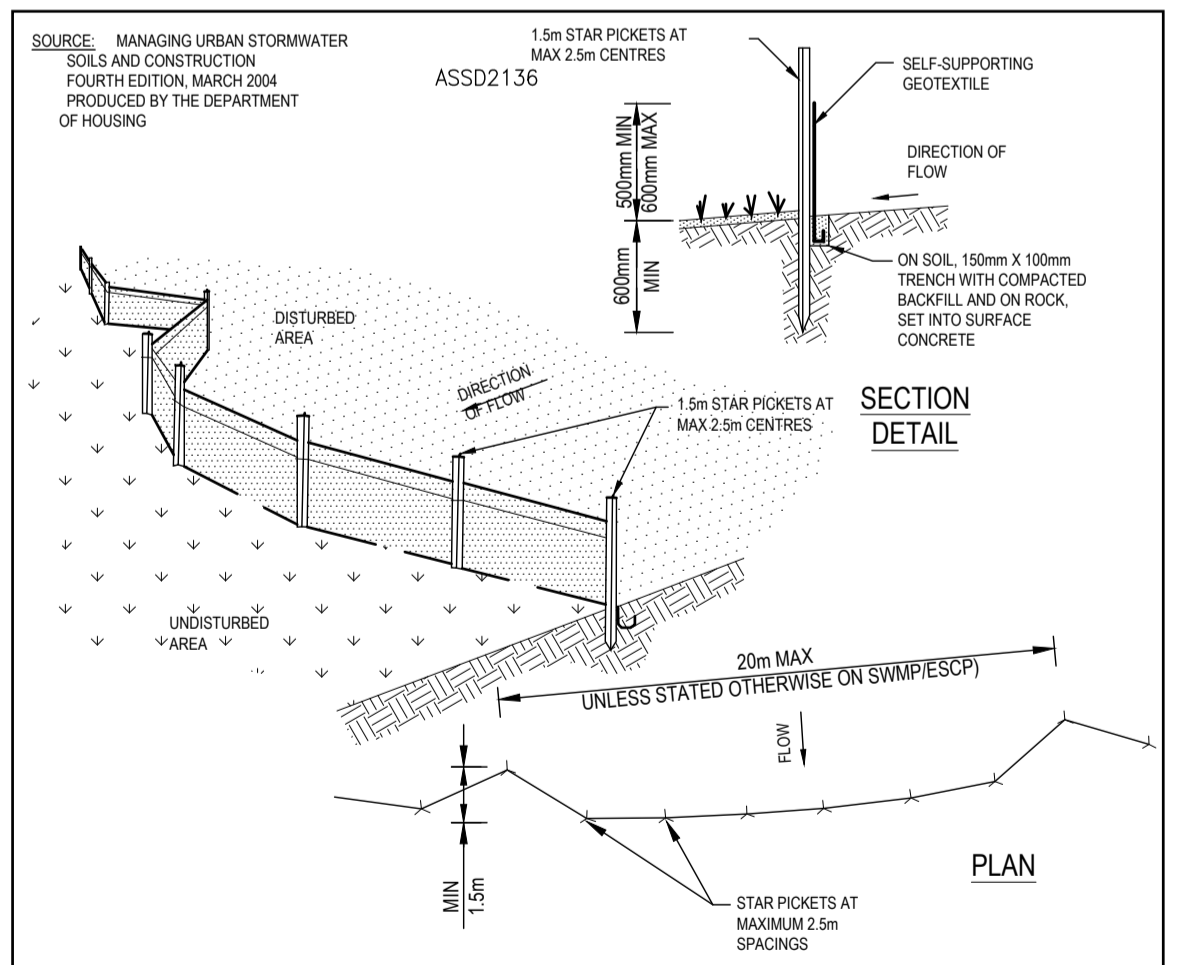 SOURCE: MANAGING URBAN STORMWATER
SOILS AND CONSTRUCTION
FOURTH EDITION, MARCH 2004
PRODUCED BY THE DEPARTMENT
OF HOUSING
ASSD2136
1.5m STAR PICKETS AT
MAX 2.5m CENTRES
SELF-SUPPORTING
GEOTEXTILE
500mm MIN
600mm MAX
DIRECTION OF
FLOW
600mm
MIN
ON SOIL, 150mm X 100mm
TRENCH WITH COMPACTED
BACKFILL AND ON ROCK,
SET INTO SURFACE
CONCRETE
SECTION
DETAIL
DISTURBED
AREA
DIRECTION
OF FLOW
1.5m STAR PICKETS AT
MAX 2.5m CENTRES
UNDISTURBED
AREA
20m MAX
UNLESS STATED OTHERWISE ON SWMP/ESCP)
FLOW
MIN
1.5m
PLAN
STAR PICKETS AT
MAXIMUM 2.5m
SPACINGS